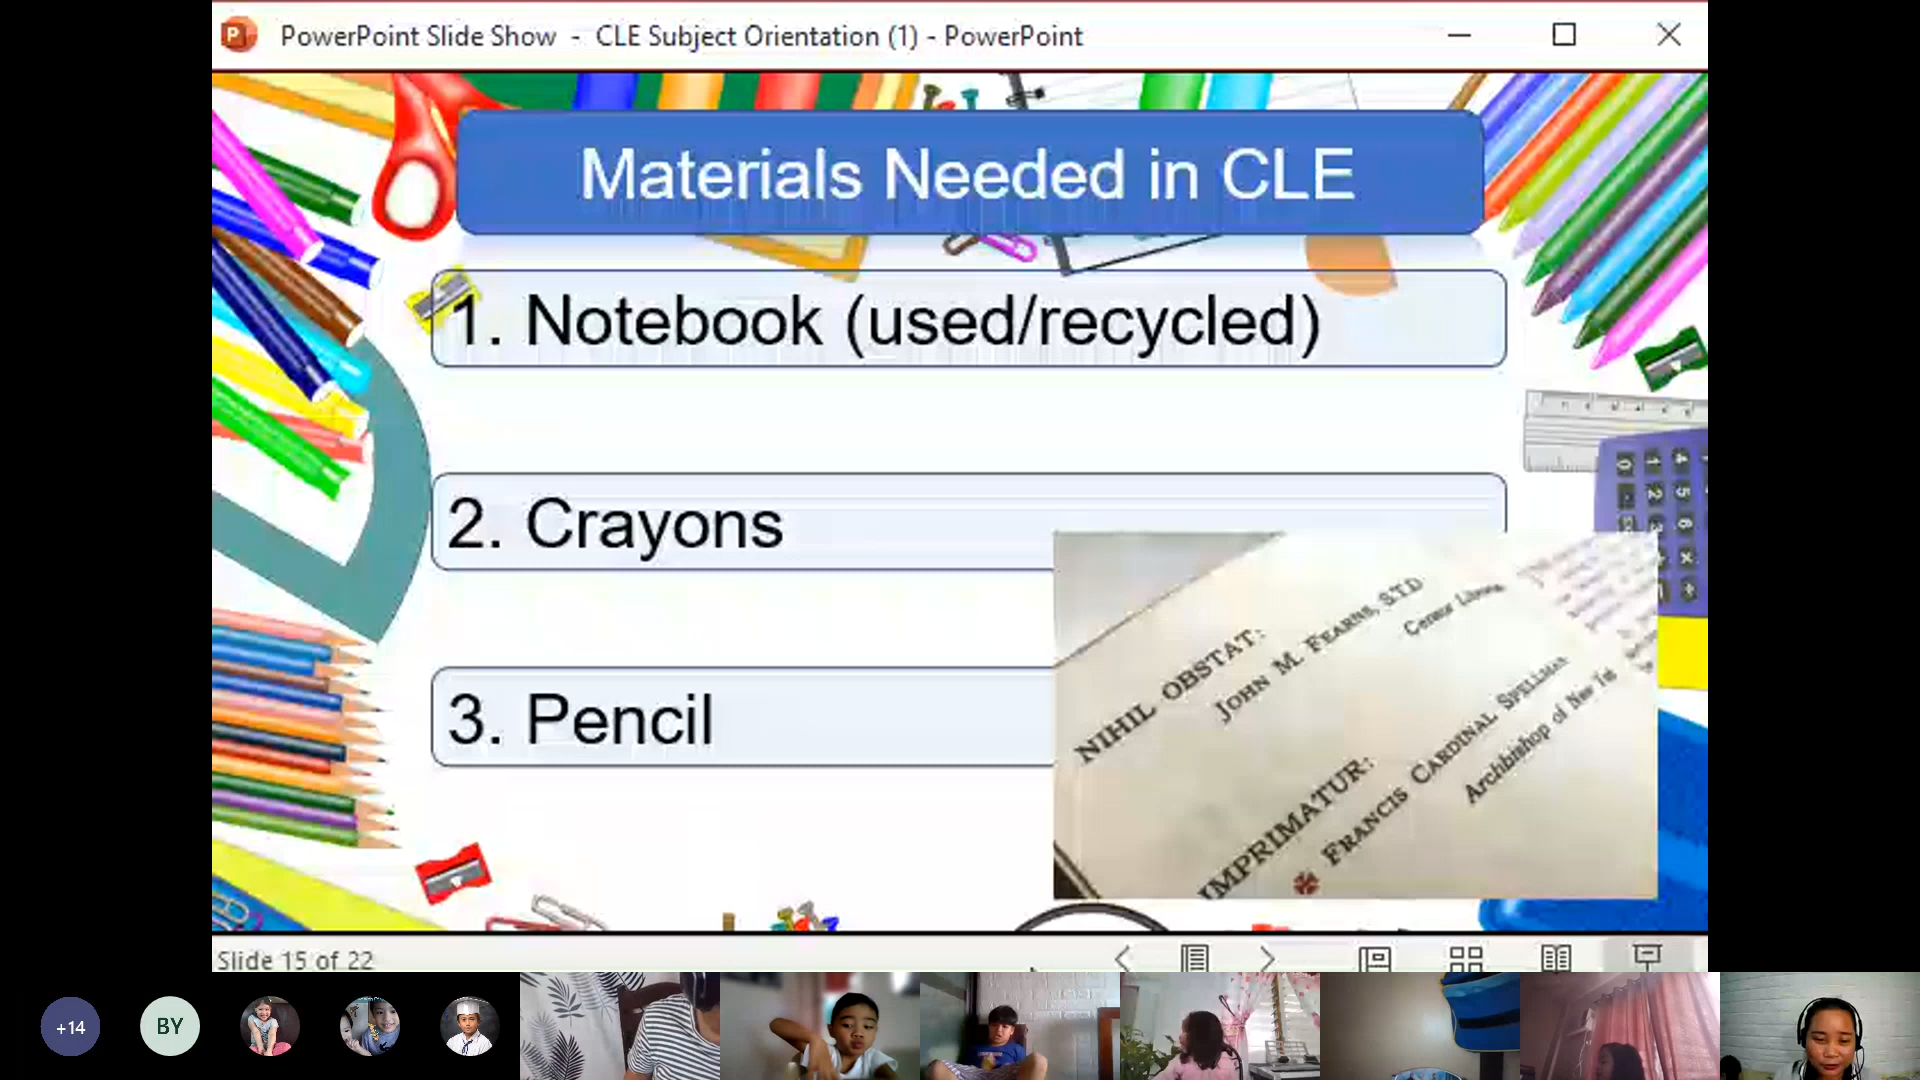 PowerPoint Slide Show - CLE Subject Orientation (1) - PowerPoint
Materials Needed in CLE
1. Notebook (used/recycled)
2. Crayons
3. Pencil
NIHIL OBSTAT:
JOHN M. FEARNS, S.T.D
Censor
IMPRIMATUR:
FRANCIS CARDINAL SPELLMAN
Archbishop of New
Slide 15 of 22
+14
BY